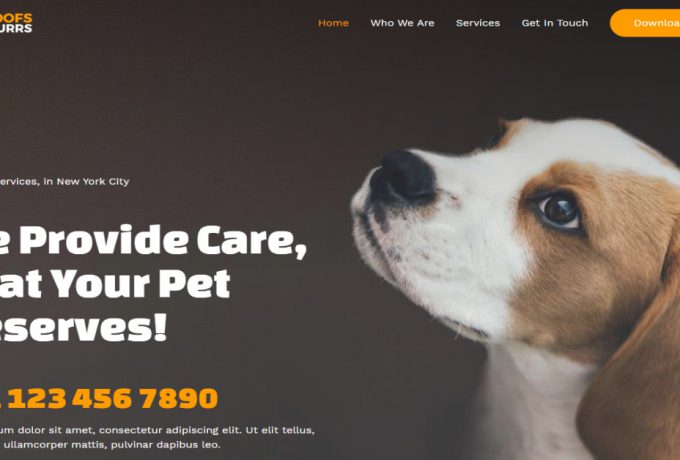 OOFS
URRS
Home
Who We Are
Services
Get In Touch
Downloa
ervices, in New York City
e Provide Care,
at Your Pet
eserves!
123 456 7890
um dolor sit amet, consectetur adipiscing elit. Ut elit tellus,
ullamcorper mattis, pulvinar dapibus leo.